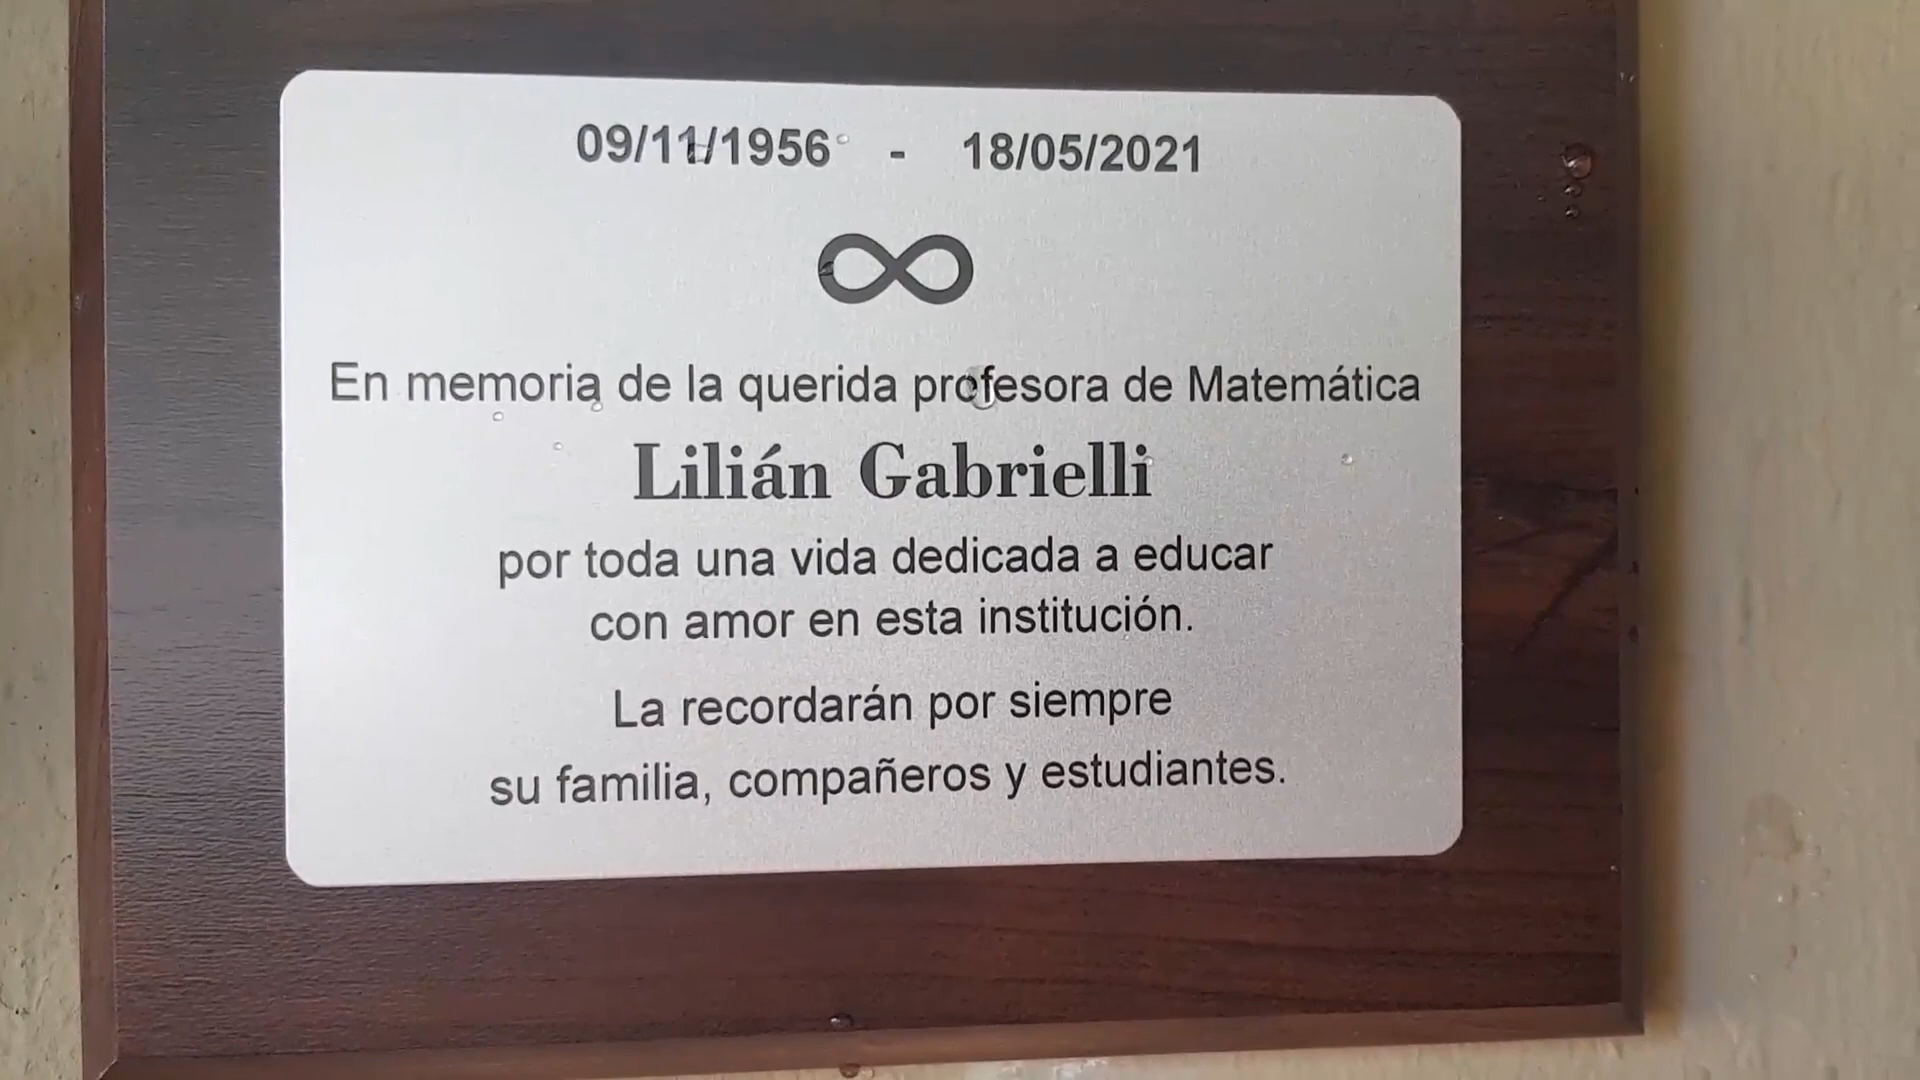 09/11/1956 - 18/05/2021
∞
En memoria de la querida profesora de Matemática
Lilián Gabrielli
por toda una vida dedicada a educar
con amor en esta institución.
La recordarán por siempre
su familia, compañeros y estudiantes.